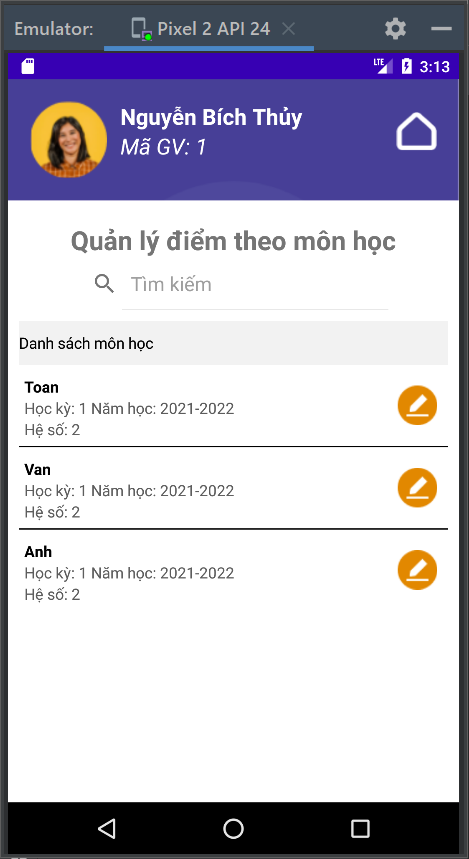 Emulator: Pixel 2 API 24
LTE 3:13
Nguyễn Bích Thủy
Mã GV: 1
Quản lý điểm theo môn học
Tìm kiếm
Danh sách môn học
Toan
Học kỳ: 1 Năm học: 2021-2022
Hệ số: 2
Van
Học kỳ: 1 Năm học: 2021-2022
Hệ số: 2
Anh
Học kỳ: 1 Năm học: 2021-2022
Hệ số: 2